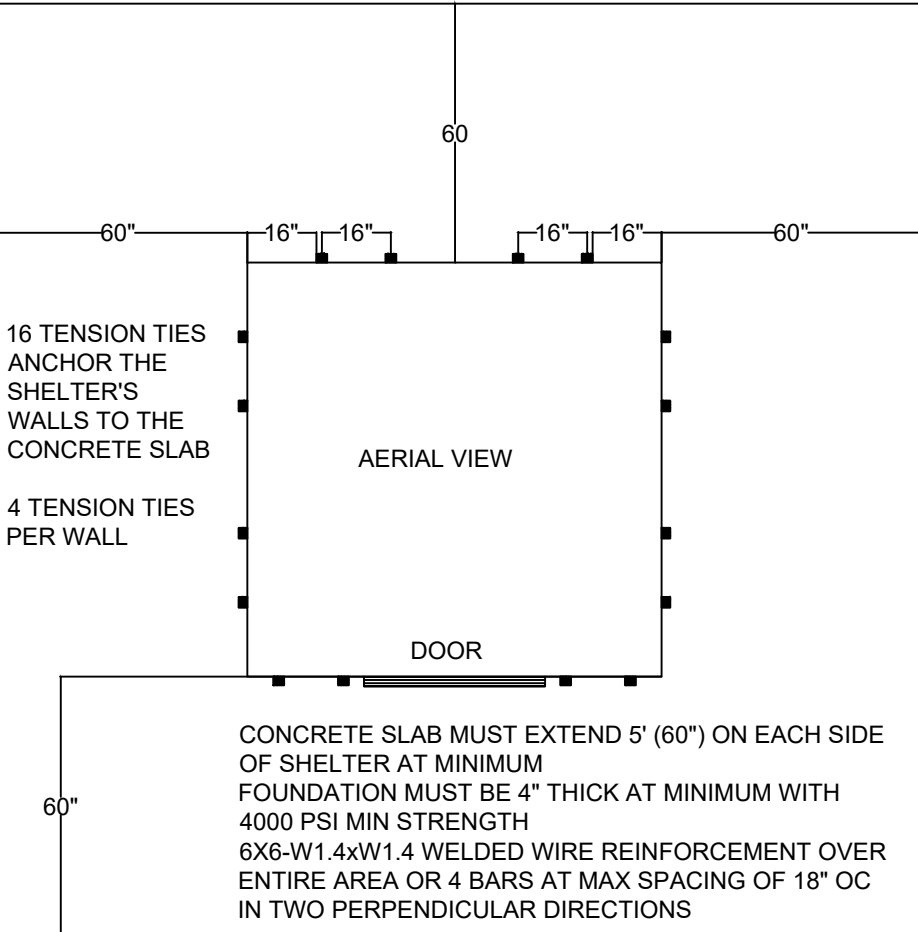 60
60"
16"
16"
16"
16"
60"
16 TENSION TIES
ANCHOR THE
SHELTER'S
WALLS TO THE
CONCRETE SLAB
4 TENSION TIES
PER WALL
AERIAL VIEW
DOOR
60"
CONCRETE SLAB MUST EXTEND 5' (60") ON EACH SIDE
OF SHELTER AT MINIMUM
FOUNDATION MUST BE 4" THICK AT MINIMUM WITH
4000 PSI MIN STRENGTH
6X6-W1.4xW1.4 WELDED WIRE REINFORCEMENT OVER
ENTIRE AREA OR 4 BARS AT MAX SPACING OF 18" OC
IN TWO PERPENDICULAR DIRECTIONS